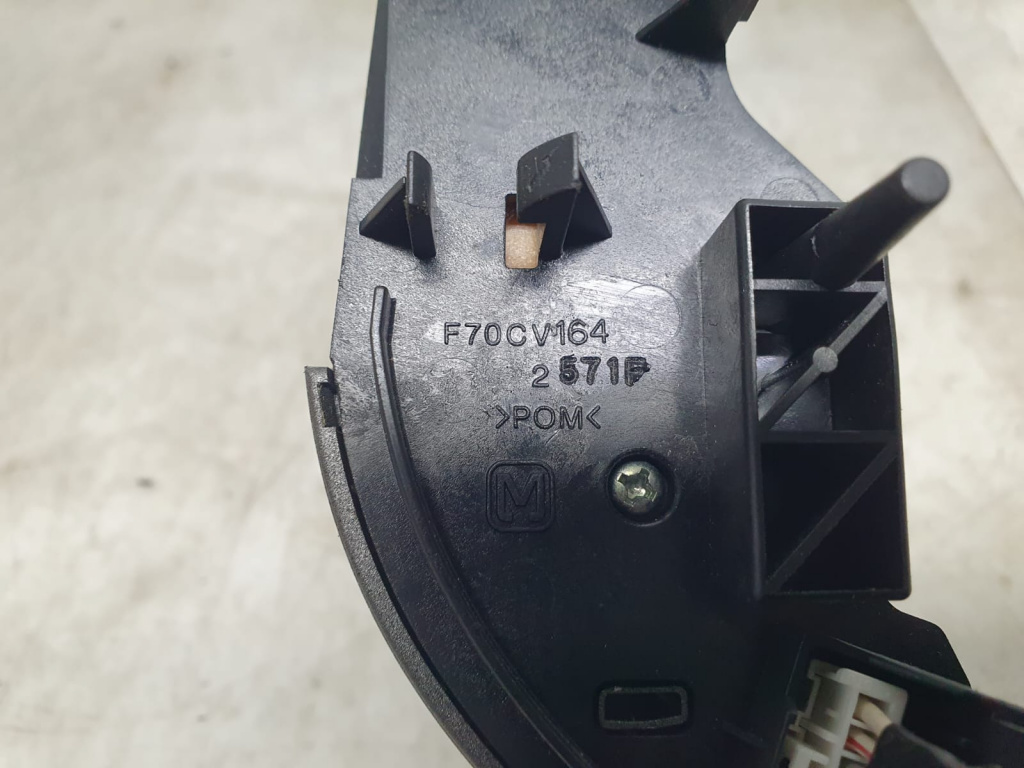 F70CV164
2 571F
>POM<
M